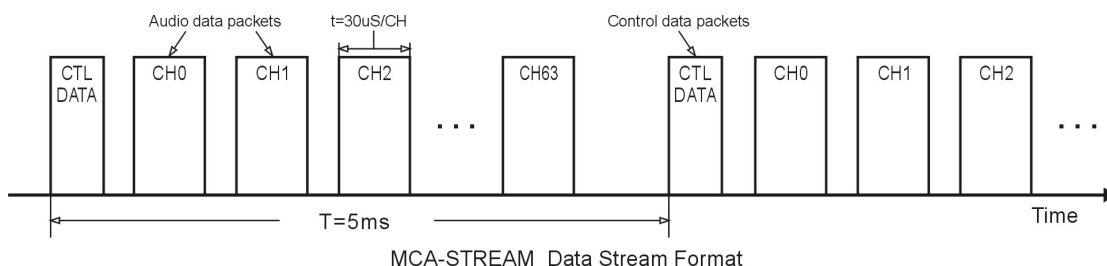 Audio data packets
t=30uS/CH
Control data packets
CTL
DATA
CH0
CH1
CH2
. . .
CH63
CTL
DATA
CH0
CH1
CH2
. . .
T=5ms
Time
MCA-STREAM Data Stream Format